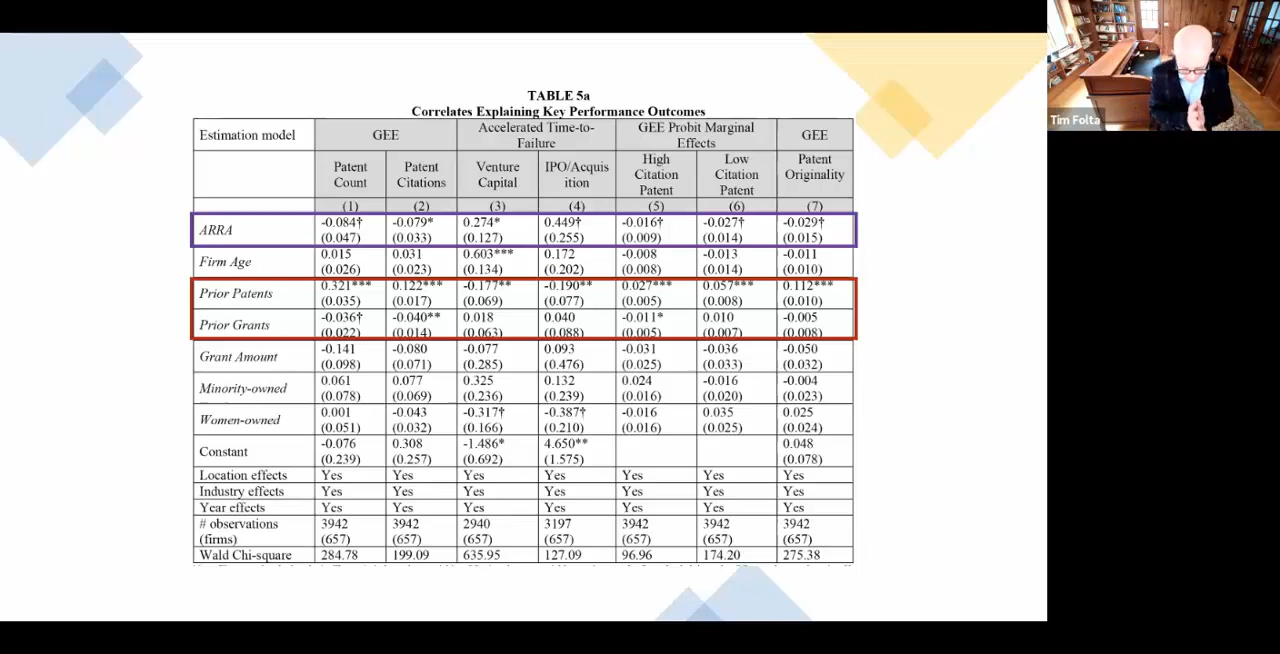 TABLE 5a
Correlates Explaining Key Performance Outcomes
Estimation model GEE Accelerated Time-to-Failure GEE Probit Marginal Effects GEE
Patent Count Patent Citations Venture Capital IPO/Acquisition High Citation Patent Low Citation Patent Patent Originality
(1) (2) (3) (4) (5) (6) (7)
ARRA -0.084† -0.079* 0.274* 0.449† -0.016† -0.027† -0.029†
(0.047) (0.033) (0.127) (0.255) (0.009) (0.014) (0.015)
Firm Age 0.015 0.031 0.603*** 0.172 -0.008 -0.013 -0.011
(0.026) (0.023) (0.134) (0.202) (0.008) (0.014) (0.010)
Prior Patents 0.321*** 0.122*** -0.177** -0.190** 0.027*** 0.057*** 0.112***
(0.035) (0.017) (0.069) (0.077) (0.005) (0.008) (0.010)
Prior Grants -0.036† -0.040** 0.018 0.040 -0.011* 0.010 -0.005
(0.022) (0.014) (0.063) (0.088) (0.005) (0.007) (0.008)
Grant Amount -0.141 -0.080 -0.077 0.093 -0.031 -0.036 -0.050
(0.098) (0.071) (0.285) (0.476) (0.025) (0.033) (0.032)
Minority-owned 0.061 0.077 0.325 0.132 0.024 -0.016 -0.004
(0.078) (0.069) (0.236) (0.239) (0.016) (0.020) (0.023)
Women-owned 0.001 -0.043 -0.317† -0.387† -0.016 0.035 0.025
(0.051) (0.032) (0.166) (0.210) (0.016) (0.025) (0.024)
Constant -0.076 0.308 -1.486* 4.650** 0.048
(0.239) (0.257) (0.692) (1.575) (0.078)
Location effects Yes Yes Yes Yes Yes Yes Yes
Industry effects Yes Yes Yes Yes Yes Yes Yes
Year effects Yes Yes Yes Yes Yes Yes Yes
# observations 3942 3942 2940 3197 3942 3942 3942
(firms) (657) (657) (657) (657) (657) (657) (657)
Wald Chi-square 284.78 199.09 635.95 127.09 96.96 174.20 275.38
Tim Folta